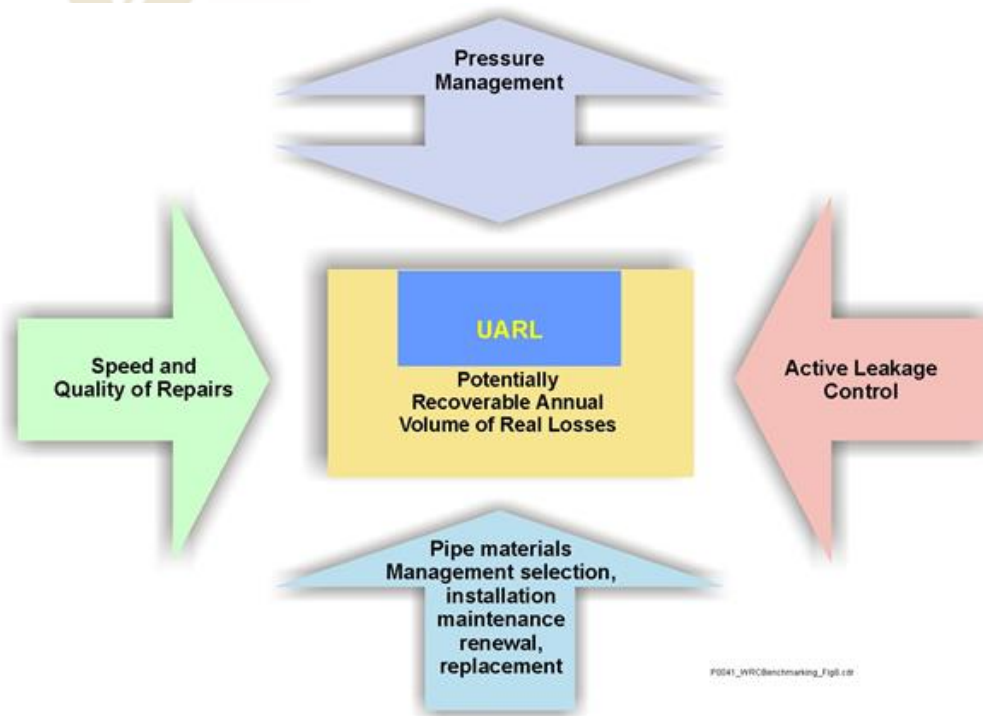 Pressure
Management
Speed and
Quality of Repairs
UARL
Potentially
Recoverable Annual
Volume of Real Losses
Active Leakage
Control
Pipe materials
Management selection,
installation
maintenance
renewal,
replacement
P0041_WRCBenchmarking_Fig8.cdr